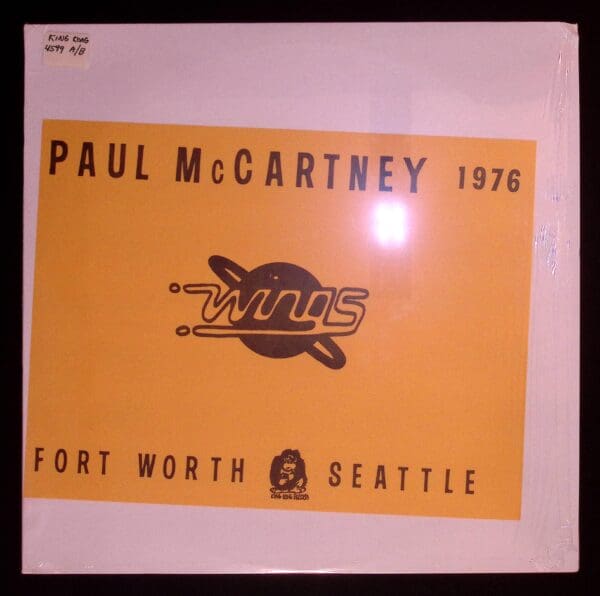 KING KONG
4599 A/B
PAUL McCARTNEY 1976
WINGS
FORT WORTH SEATTLE